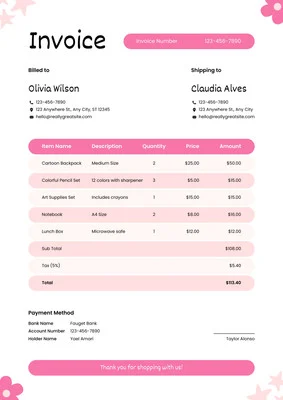 Invoice
Invoice Number 123-456-7890
Billed to
Shipping to
Olivia Wilson
Claudia Alves
123-456-7890
123-456-7890
123 Anywhere St., Any City, ST 12345
123 Anywhere St., Any City
hello@reallygreatsite.com
hello@reallygreatsite.com
Item Name Description Quantity Price Amount
Cartoon Backpack Medium Size 2 $25.00 $50.00
Colorful Pencil Set 12 colors with sharpener 3 $5.00 $15.00
Art Supplies Set Includes crayons 1 $15.00 $15.00
Notebook A4 Size 2 $8.00 $16.00
Lunch Box Microwave safe 1 $12.00 $12.00
Sub Total $108.00
Tax (5%) $5.40
Total $113.40
Payment Method
Bank Name Fauget Bank
Account Number 123-456-7890
Holder Name Yael Amari
Taylor Alonso
Thank you for shopping with us!